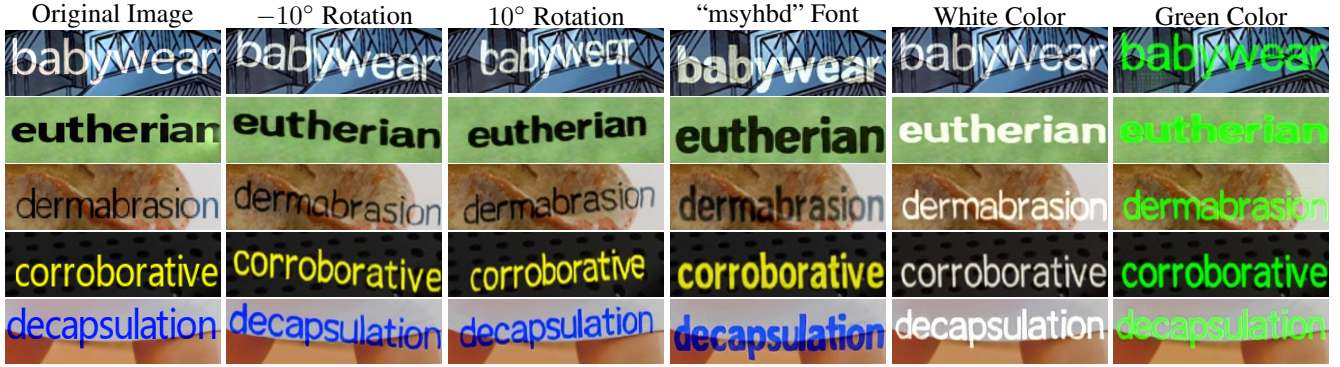 Original Image −10° Rotation 10° Rotation “msyhbd” Font White Color Green Color
babywear babywear babywear babywear babywear babywear
eutherian eutherian eutherian eutherian eutherian eutherian
dermabrasion dermabrasion dermabrasion dermabrasion dermabrasion dermabrasion
corroborative corroborative corroborative corroborative corroborative corroborative
decapsulation decapsulation decapsulation decapsulation decapsulation decapsulation